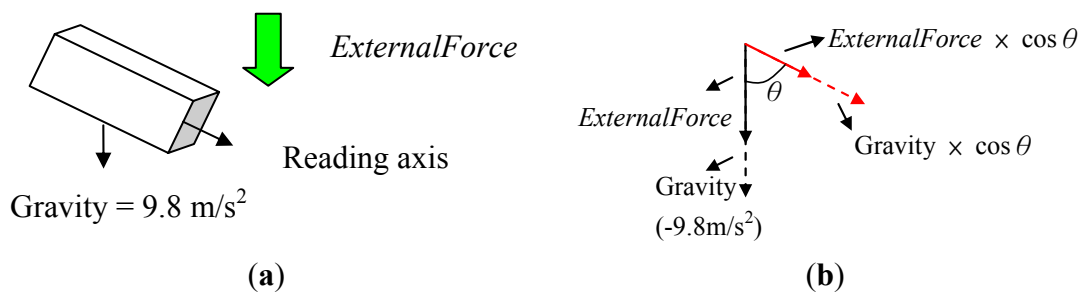 ExternalForce
Reading axis
Gravity = 9.8 m/s²
(a)
ExternalForce × cos θ
θ
ExternalForce
Gravity × cos θ
Gravity
(-9.8m/s²)
(b)